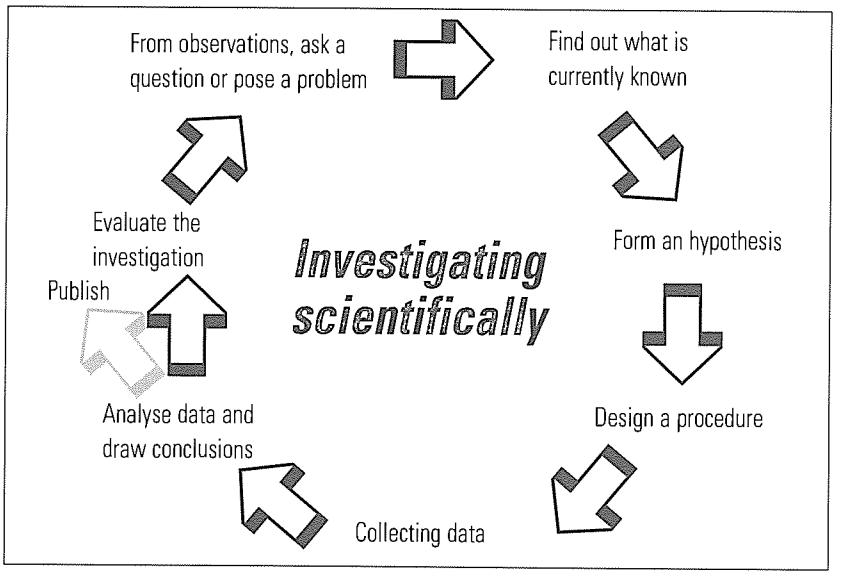 From observations, ask a
question or pose a problem
Find out what is
currently known
Form an hypothesis
Design a procedure
Collecting data
Analyse data and
draw conclusions
Publish
Evaluate the
investigation
Investigating
scientifically